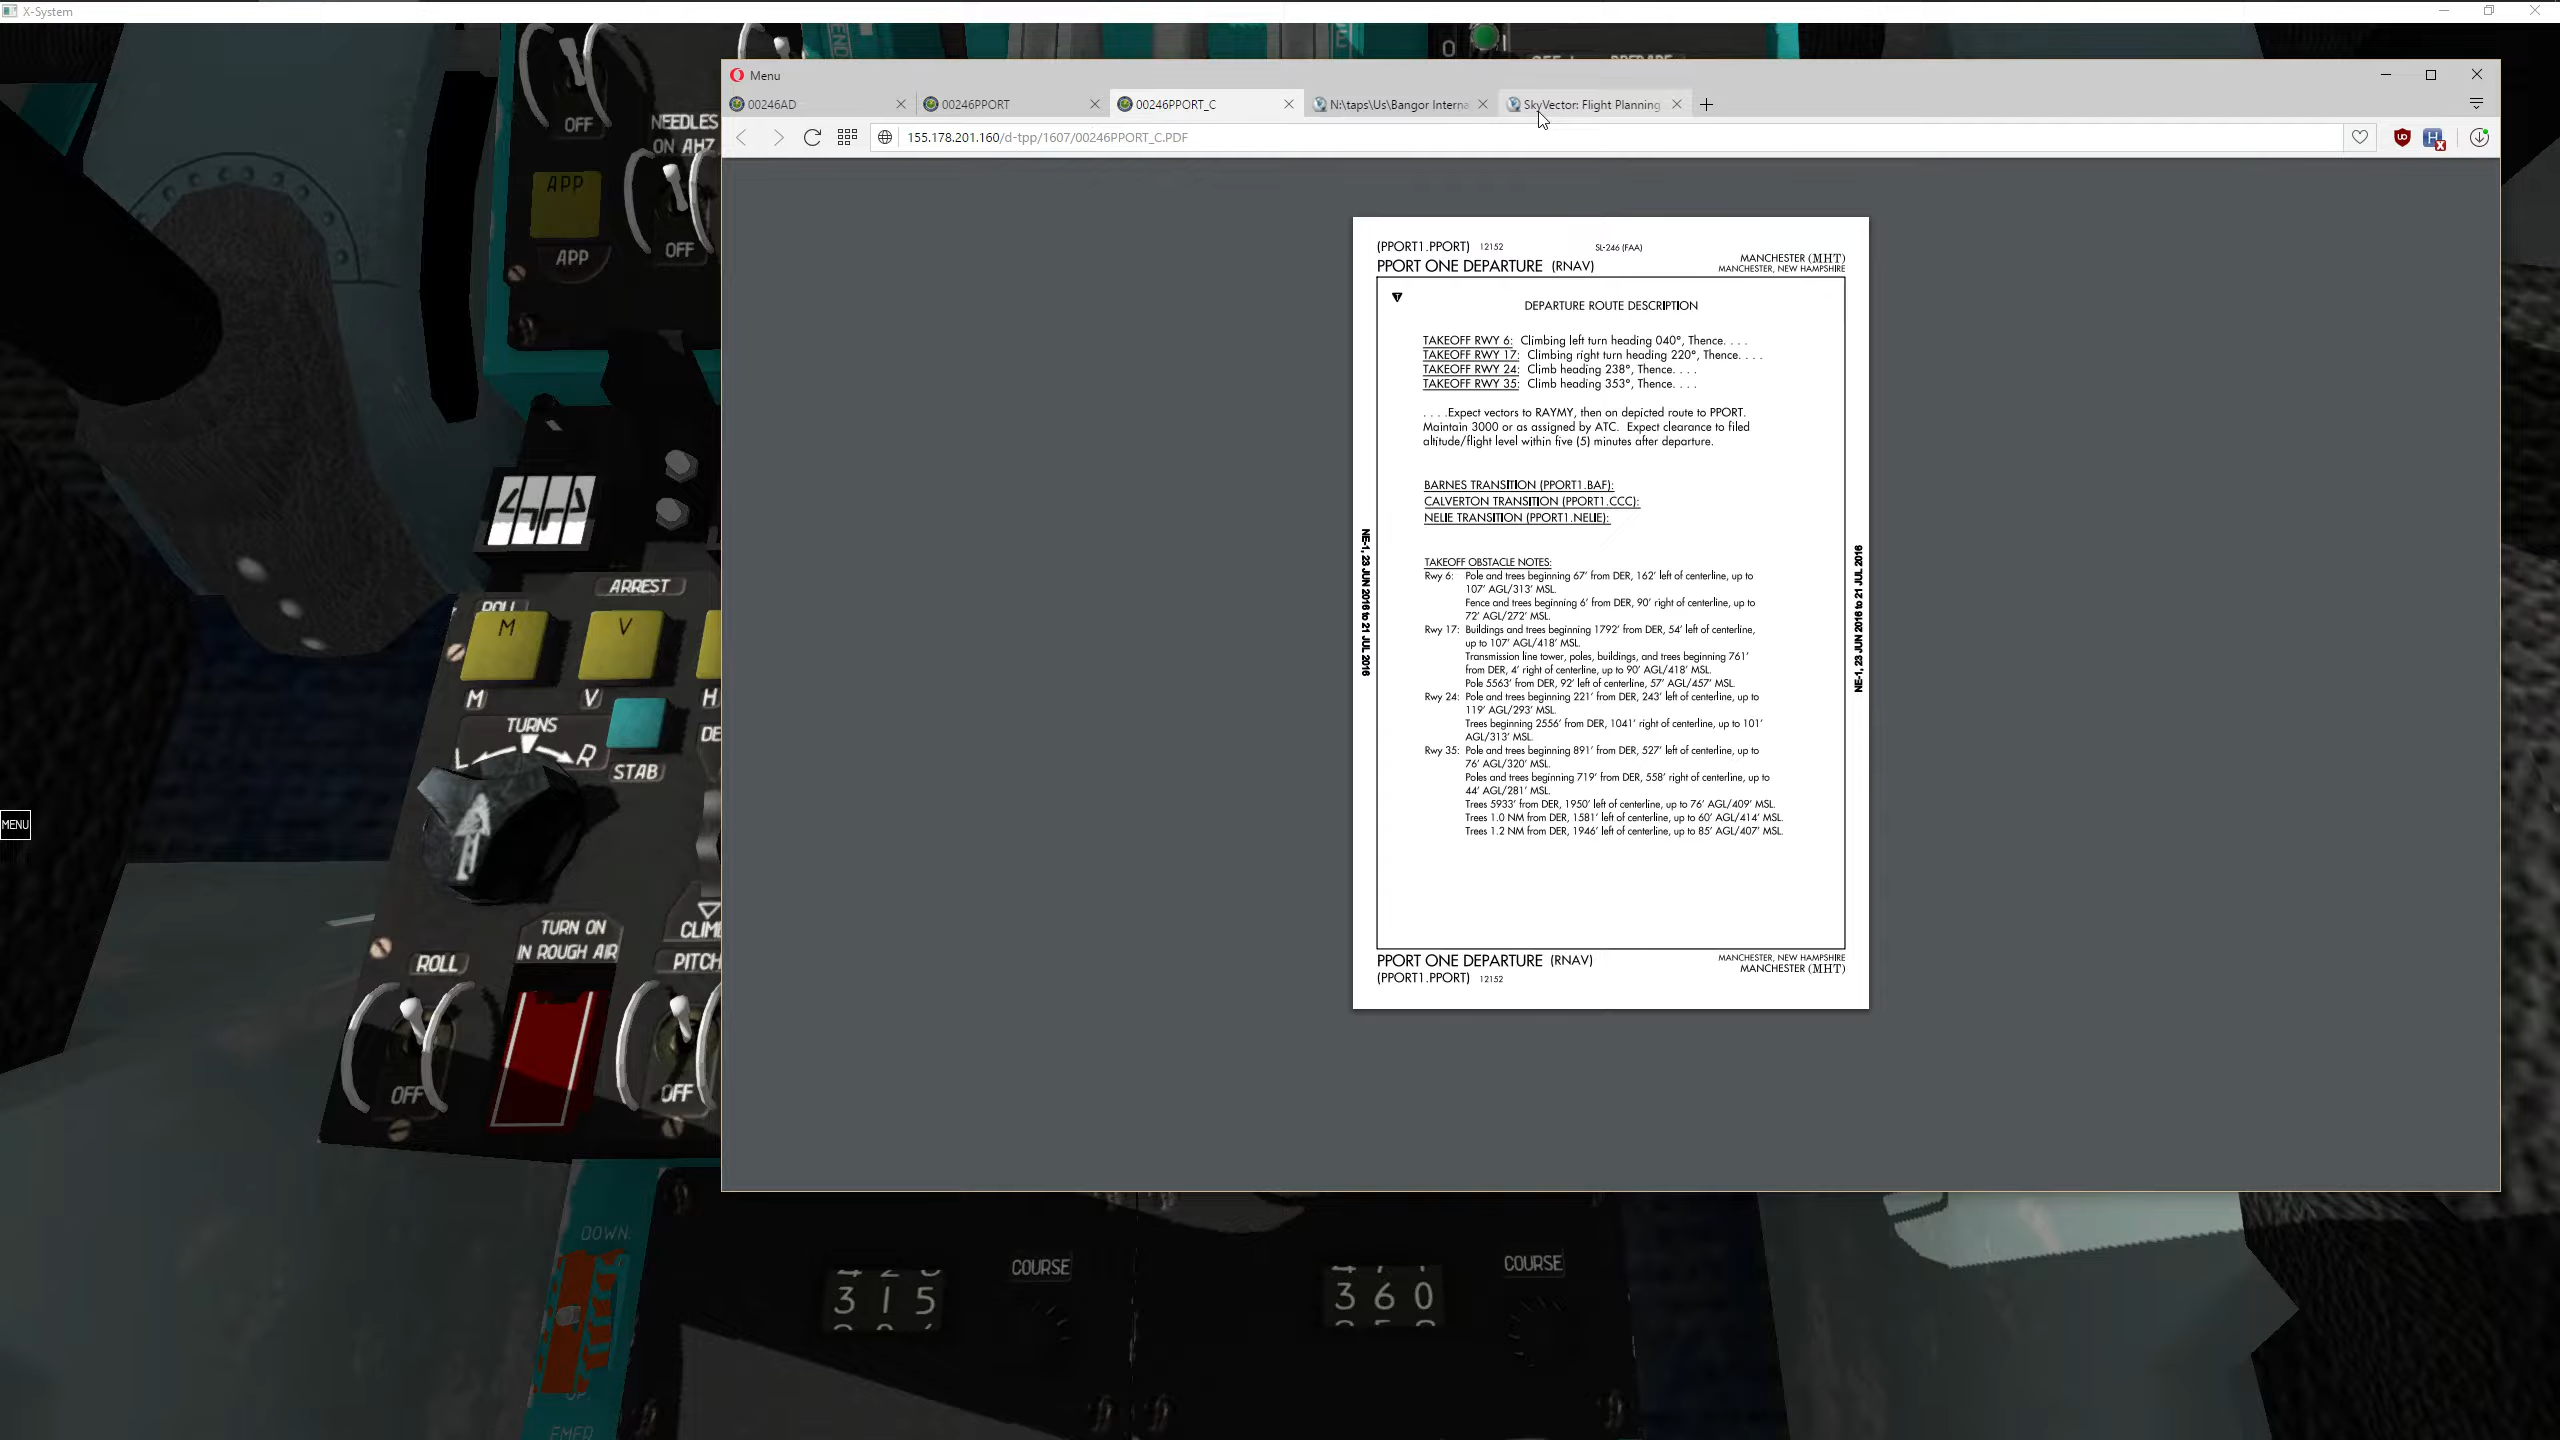 X-System
OFF
NEEDLES
ON AHZ
APP
APP
OFF
Menu
00246AD
00246PPORT
00246PPORT_C
N:\taps\Us\Bangor Interna
SkyVector: Flight Planning
155.178.201.160/d-tpp/1607/00246PPORT_C.PDF
(PPORT1.PPORT) 12152
SL-246 (FAA)
PPORT ONE DEPARTURE (RNAV)
MANCHESTER (MHT)
MANCHESTER, NEW HAMPSHIRE
DEPARTURE ROUTE DESCRIPTION
TAKEOFF RWY 6: Climbing left turn heading 040°, Thence. . . .
TAKEOFF RWY 17: Climbing right turn heading 220°, Thence. . . .
TAKEOFF RWY 24: Climb heading 238°, Thence. . . .
TAKEOFF RWY 35: Climb heading 353°, Thence. . . .
. . . .Expect vectors to RAYMY, then on depicted route to PPORT.
Maintain 3000 or as assigned by ATC. Expect clearance to filed
altitude/flight level within five (5) minutes after departure.
BARNES TRANSITION (PPORT1.BAF):
CALVERTON TRANSITION (PPORT1.CCC):
NELIE TRANSITION (PPORT1.NELIE):
TAKEOFF OBSTACLE NOTES:
Rwy 6: Pole and trees beginning 67' from DER, 162' left of centerline, up to
107' AGL/313' MSL.
Fence and trees beginning 6' from DER, 90' right of centerline, up to
72' AGL/272' MSL.
Rwy 17: Buildings and trees beginning 1792' from DER, 54' left of centerline,
up to 107' AGL/418' MSL.
Transmission line tower, poles, buildings, and trees beginning 761'
from DER, 4' right of centerline, up to 90' AGL/418' MSL.
Pole 5563' from DER, 92' left of centerline, 57' AGL/457' MSL.
Rwy 24: Pole and trees beginning 221' from DER, 243' left of centerline, up to
119' AGL/293' MSL.
Trees beginning 2556' from DER, 1041' right of centerline, up to 101'
AGL/313' MSL.
Rwy 35: Pole and trees beginning 891' from DER, 527' left of centerline, up to
76' AGL/320' MSL.
Poles and trees beginning 719' from DER, 558' right of centerline, up to
44' AGL/281' MSL.
Trees 5933' from DER, 1950' left of centerline, up to 76' AGL/409' MSL.
Trees 1.0 NM from DER, 1581' left of centerline, up to 60' AGL/414' MSL.
Trees 1.2 NM from DER, 1946' left of centerline, up to 85' AGL/407' MSL.
NE-1, 23 JUN 2016 to 21 JUL 2016
NE-1, 23 JUN 2016 to 21 JUL 2016
PPORT ONE DEPARTURE (RNAV)
(PPORT1.PPORT) 12152
MANCHESTER, NEW HAMPSHIRE
MANCHESTER (MHT)
ARREST
ROLL
M
V
M
V
H
TURNS
L
R
STAB
MENU
TURN ON
IN ROUGH AIR
ROLL
PITCH
OFF
OFF
DOWN
COURSE
3 1 5
COURSE
3 6 0